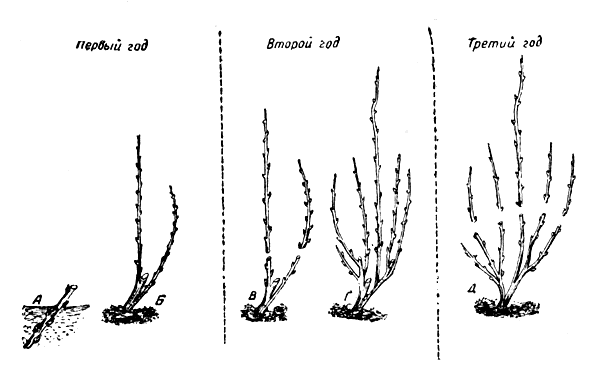 Первый год
Второй год
Третий год
А
Б
В
Г
Д